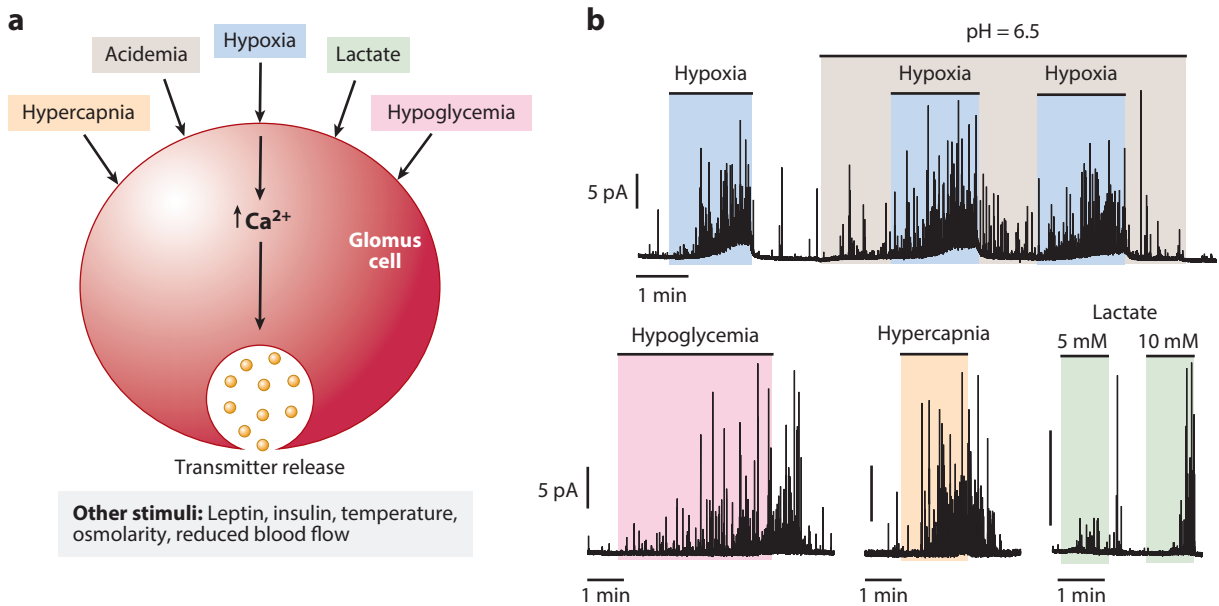 a
Hypoxia
Acidemia
Lactate
Hypercapnia
Hypoglycemia
↑Ca²⁺
Glomus
cell
Transmitter release
Other stimuli: Leptin, insulin, temperature,
osmolarity, reduced blood flow
b
pH = 6.5
Hypoxia
Hypoxia
Hypoxia
5 pA
1 min
Hypoglycemia
5 pA
1 min
Hypercapnia
1 min
Lactate
5 mM
10 mM
1 min